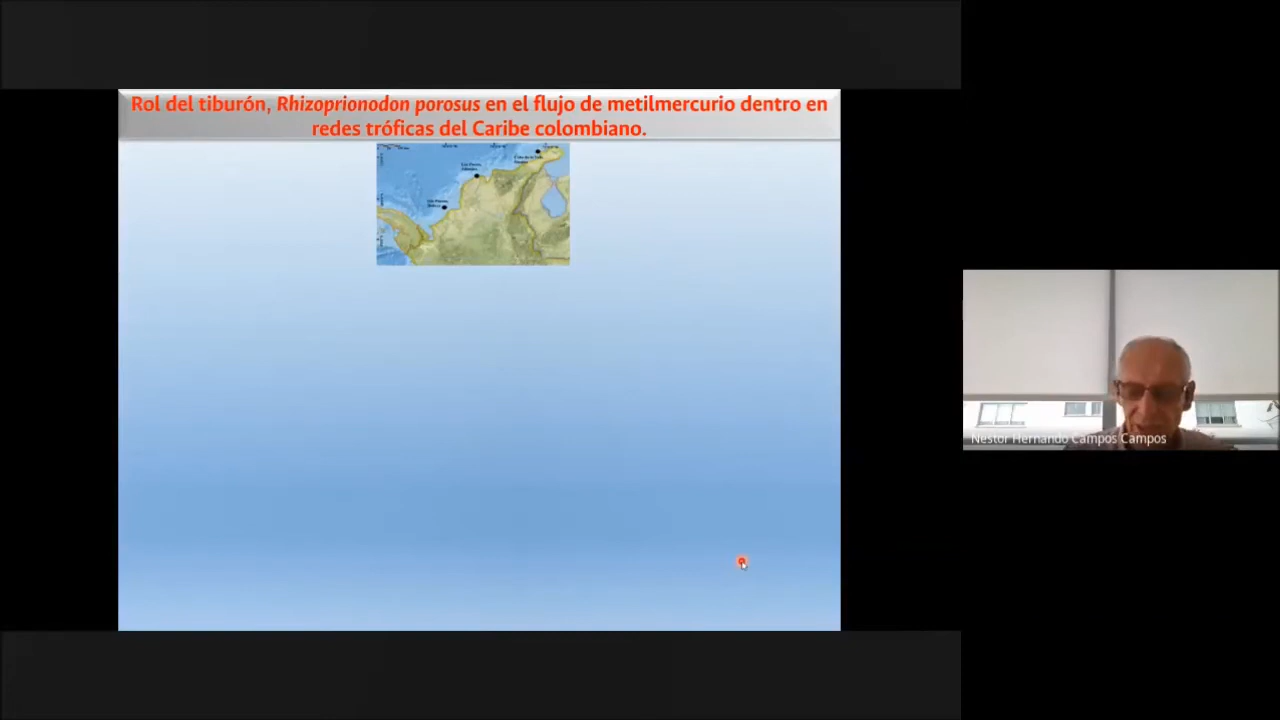 Rol del tiburón, Rhizoprionodon porosus en el flujo de metilmercurio dentro en
redes tróficas del Caribe colombiano.
Nestor Hernando Campos Campos